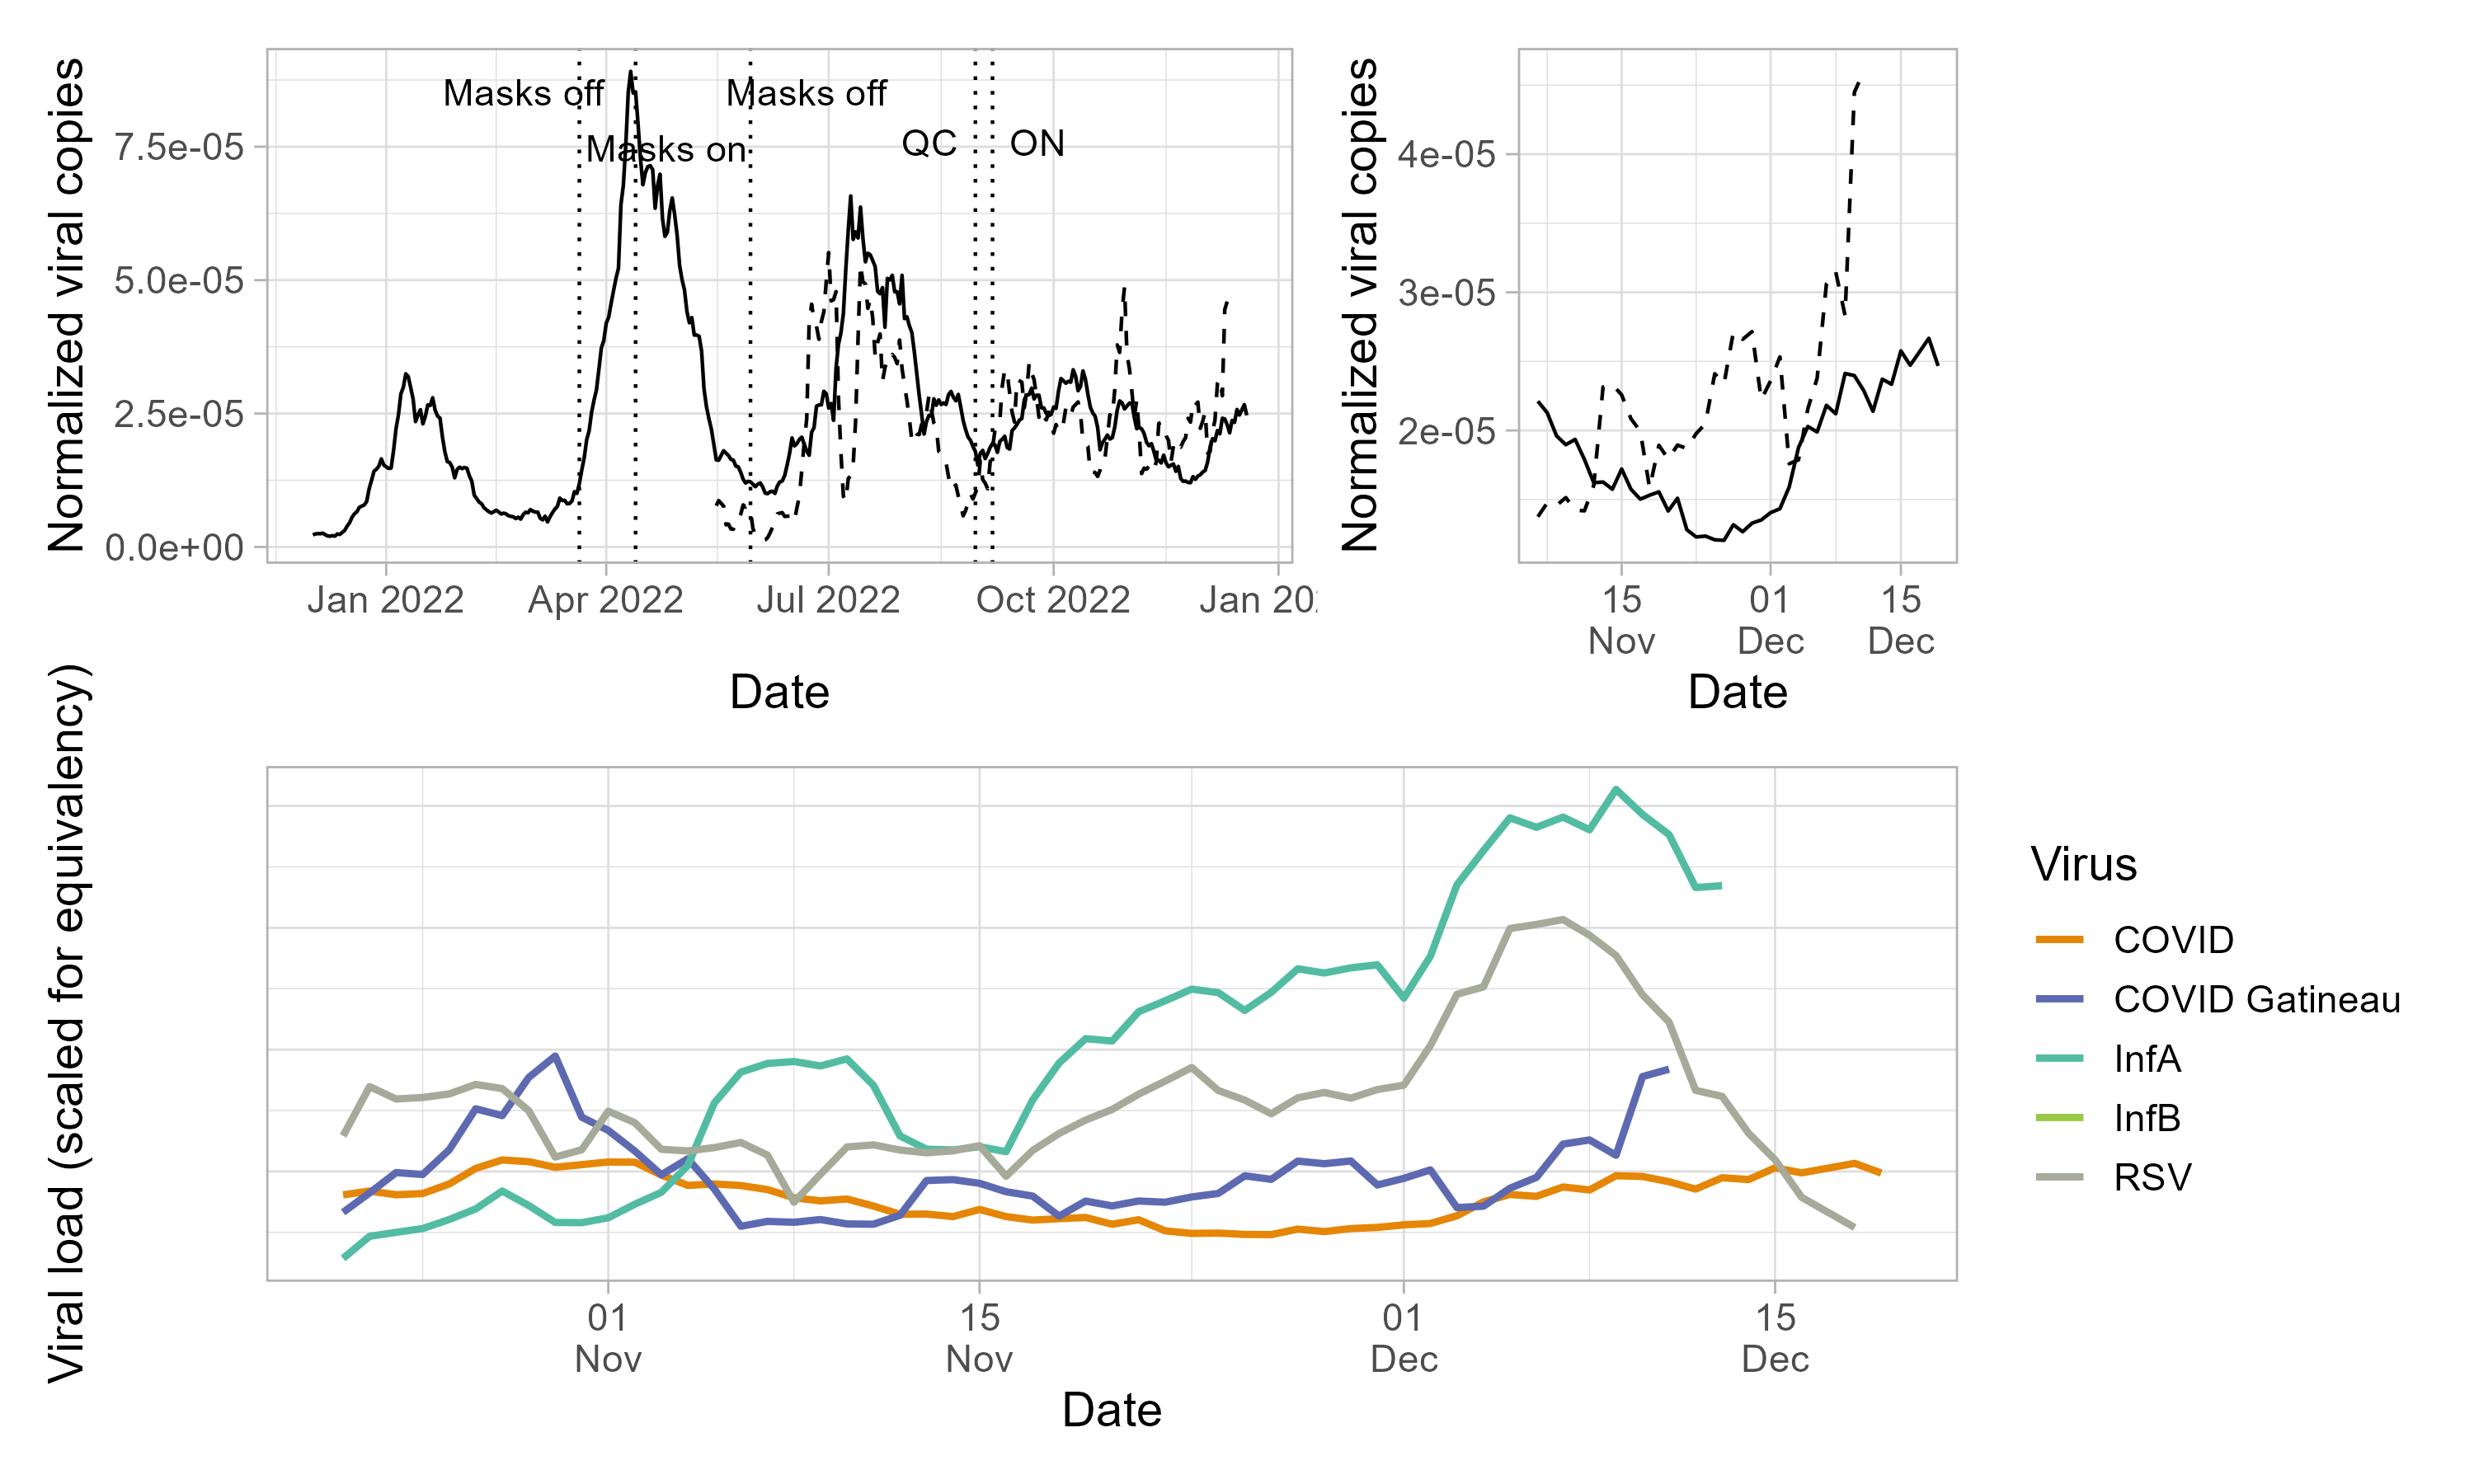 Normalized viral copies
7.5e-05
5.0e-05
2.5e-05
0.0e+00
Masks off
Masks on
Masks off
QC
ON
Jan 2022
Apr 2022
Jul 2022
Oct 2022
Jan 20
Date
Normalized viral copies
4e-05
3e-05
2e-05
15
Nov
01
Dec
15
Dec
Date
Viral load (scaled for equivalency)
01
Nov
15
Nov
01
Dec
15
Dec
Date
Virus
COVID
COVID Gatineau
InfA
InfB
RSV